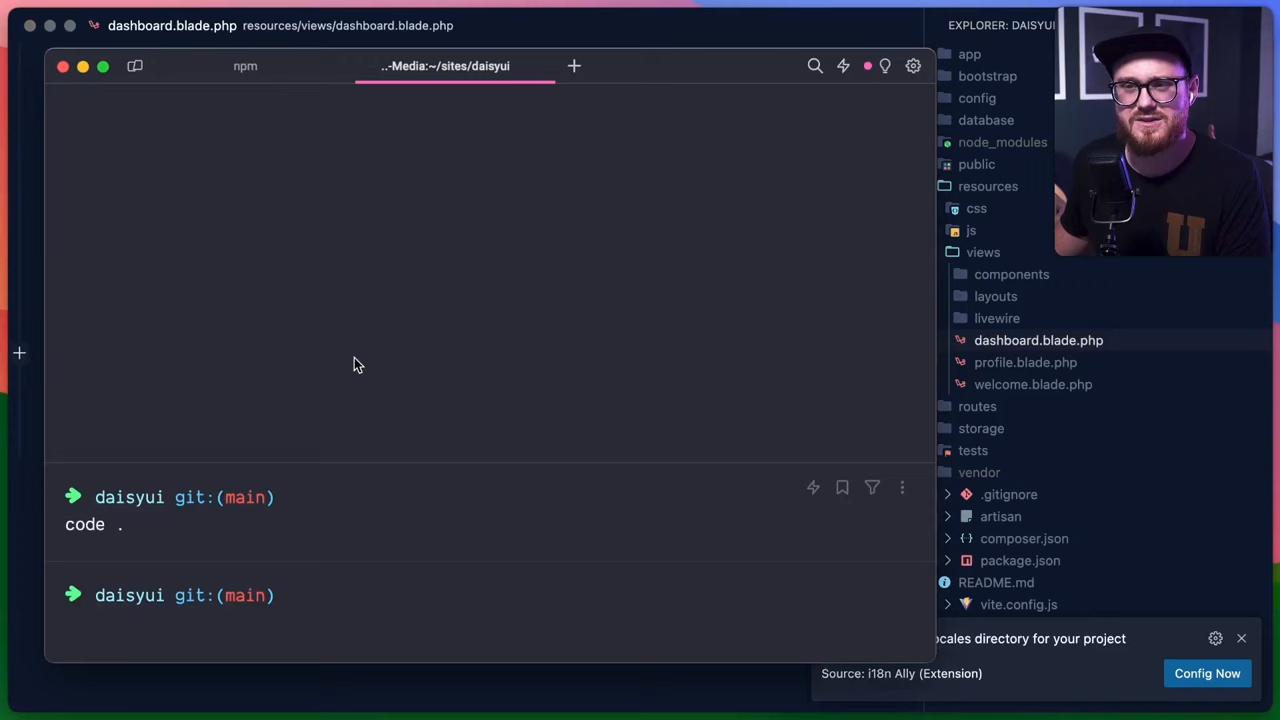 dashboard.blade.php resources/views/dashboard.blade.php
EXPLORER: DAISYUI
npm
..-Media:~/sites/daisyui
daisyui git:(main)
code .
daisyui git:(main)
app
bootstrap
config
database
node_modules
public
resources
css
js
views
components
layouts
livewire
dashboard.blade.php
profile.blade.php
welcome.blade.php
routes
storage
tests
vendor
.gitignore
artisan
composer.json
package.json
README.md
vite.config.js
ocales directory for your project
Source: i18n Ally (Extension)
Config Now